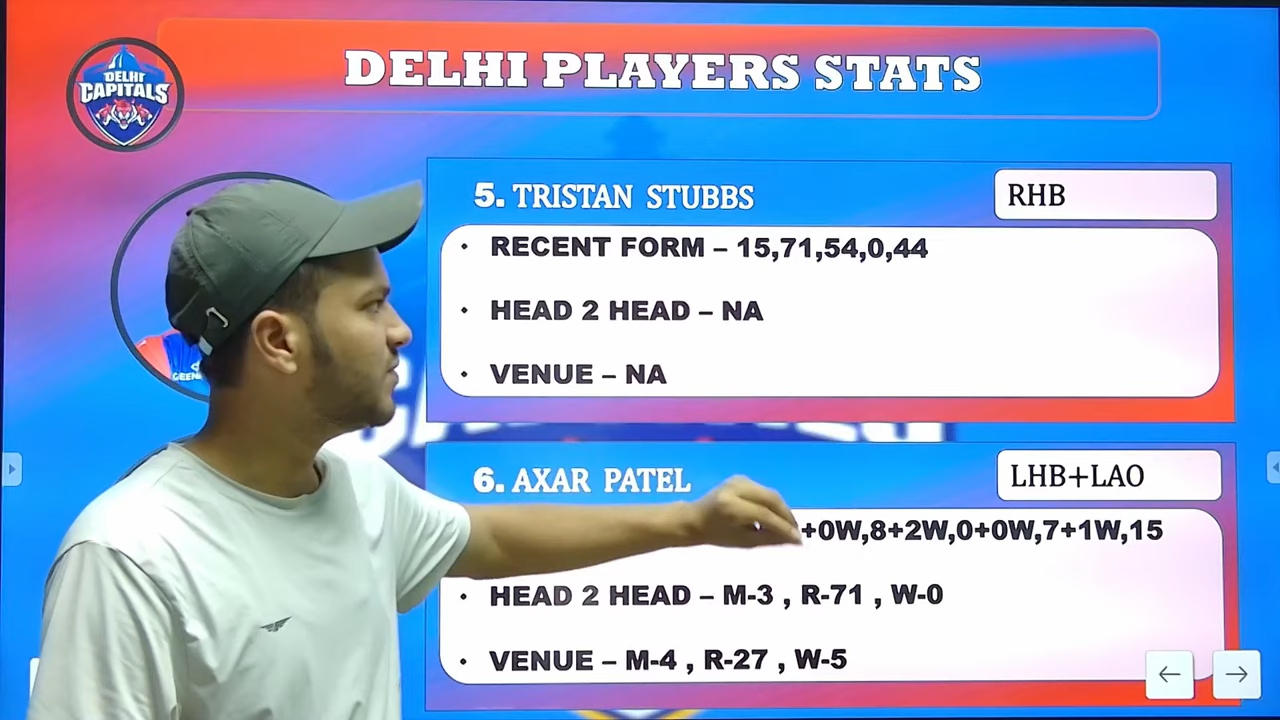 DELHI PLAYERS STATS
DELHI
CAPITALS
5. TRISTAN STUBBS
RHB
• RECENT FORM – 15,71,54,0,44
• HEAD 2 HEAD – NA
• VENUE – NA
6. AXAR PATEL
LHB+LAO
+0W,8+2W,0+0W,7+1W,15
• HEAD 2 HEAD – M-3 , R-71 , W-0
• VENUE – M-4 , R-27 , W-5